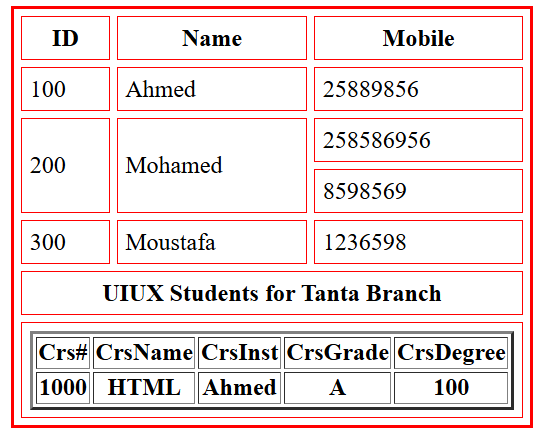 ID Name Mobile
100 Ahmed 25889856
200 Mohamed 258586956
8598569
300 Moustafa 1236598
UIUX Students for Tanta Branch
Crs# CrsName CrsInst CrsGrade CrsDegree
1000 HTML Ahmed A 100